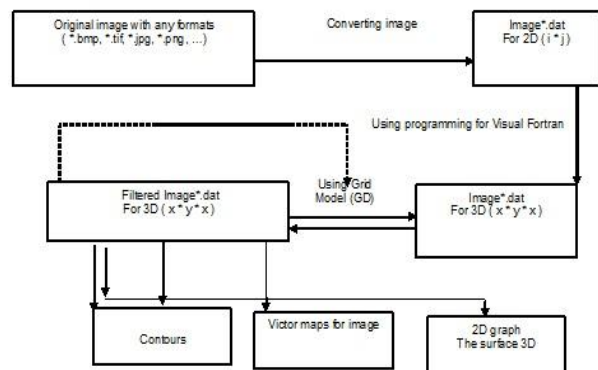 Original image with any formats
( *.bmp, *.tif, *.jpg, *.png, ...)
Converting image
Image*.dat
For 2D ( i * j )
Using programming for Visual Fortran
Filtered Image*.dat
For 3D ( x * y * x )
Using Grid
Model (GD)
Image*.dat
For 3D ( x * y * x )
Contours
Victor maps for image
2D graph
The surface 3D